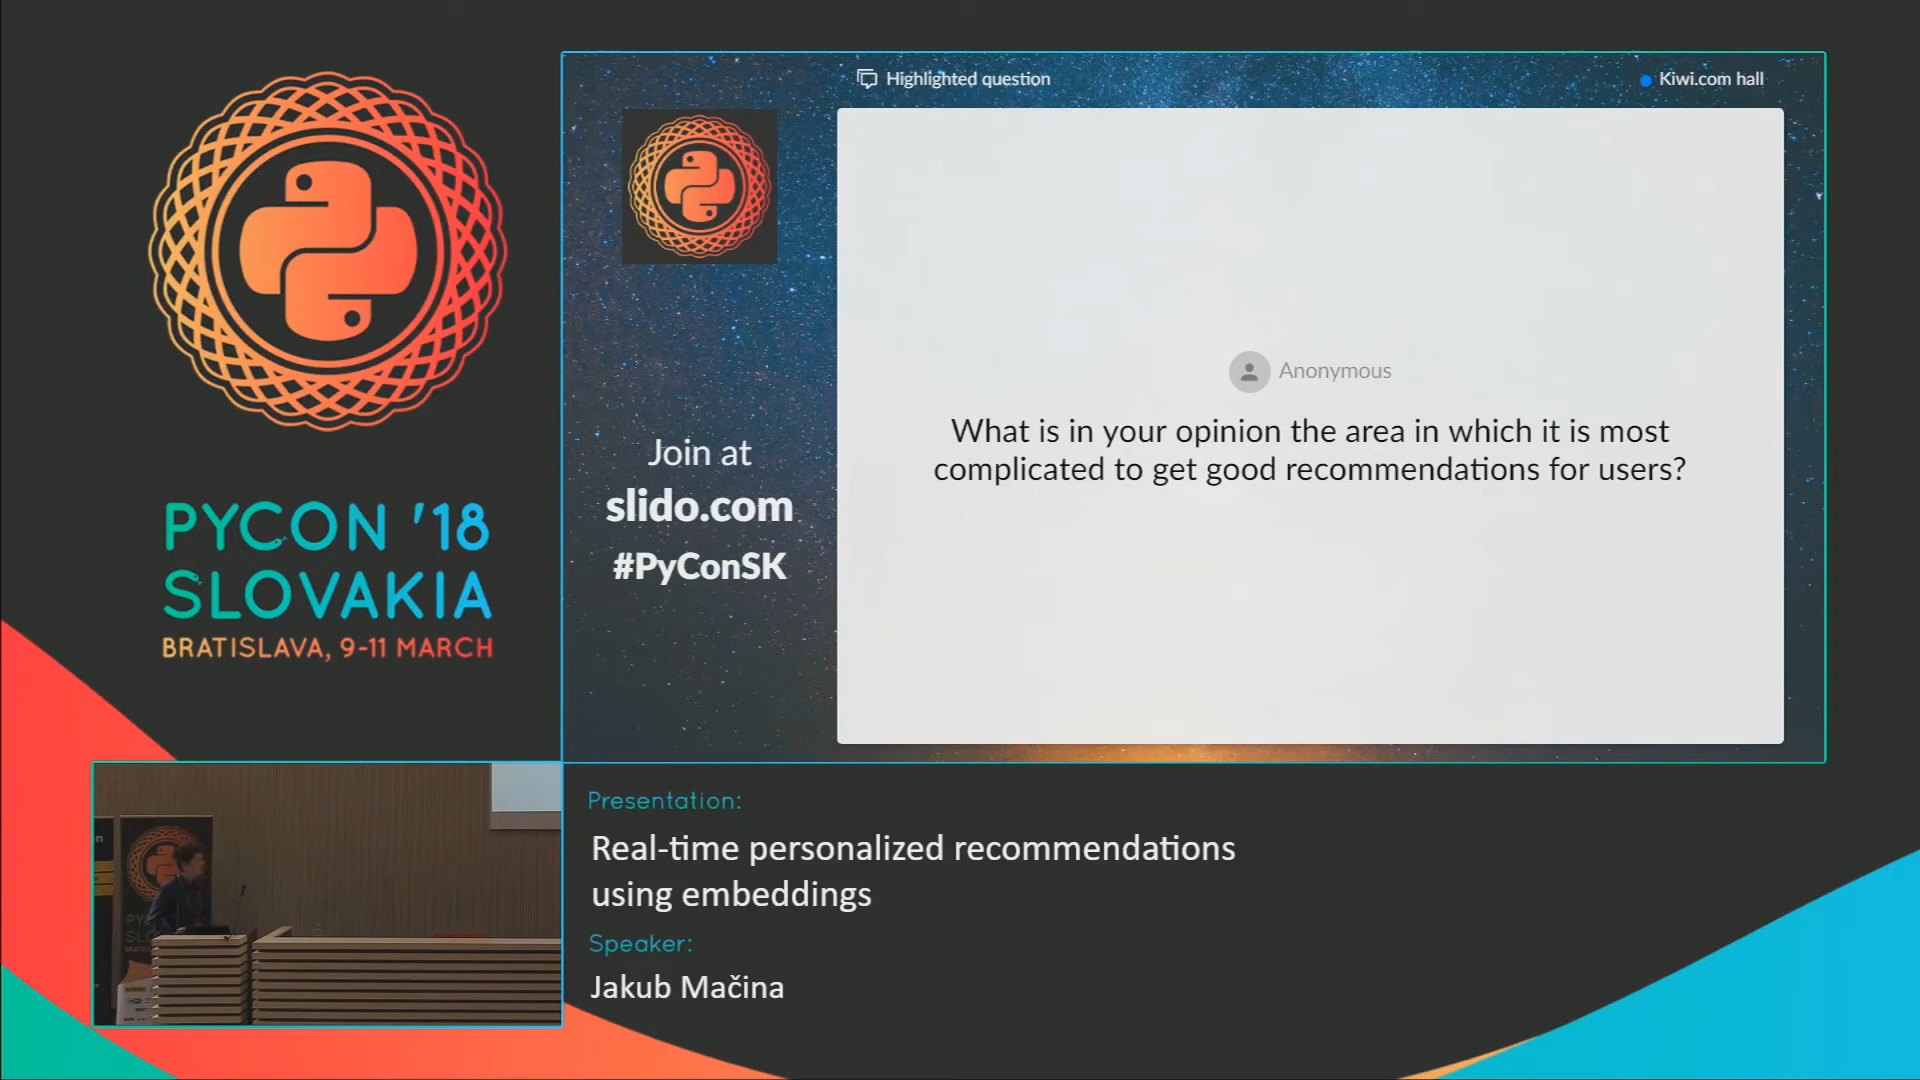 Highlighted question
Kiwi.com hall
Anonymous
What is in your opinion the area in which it is most
complicated to get good recommendations for users?
Join at
slido.com
#PyConSK
PYCON '18
SLOVAKIA
BRATISLAVA, 9-11 MARCH
Presentation:
Real-time personalized recommendations
using embeddings
Speaker:
Jakub Mačina